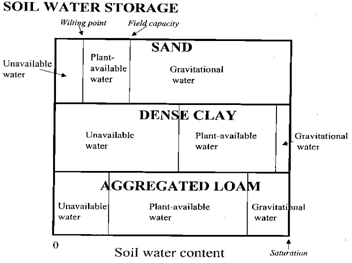 SOIL WATER STORAGE
Wilting point
Field capacity
SAND
Unavailable
water
Plant-
available
water
Gravitational
water
DENSE CLAY
Unavailable
water
Plant-available
water
Gravitational
water
AGGREGATED LOAM
Unavailable
water
Plant-available
water
Gravitational
water
0
Soil water content
Saturation